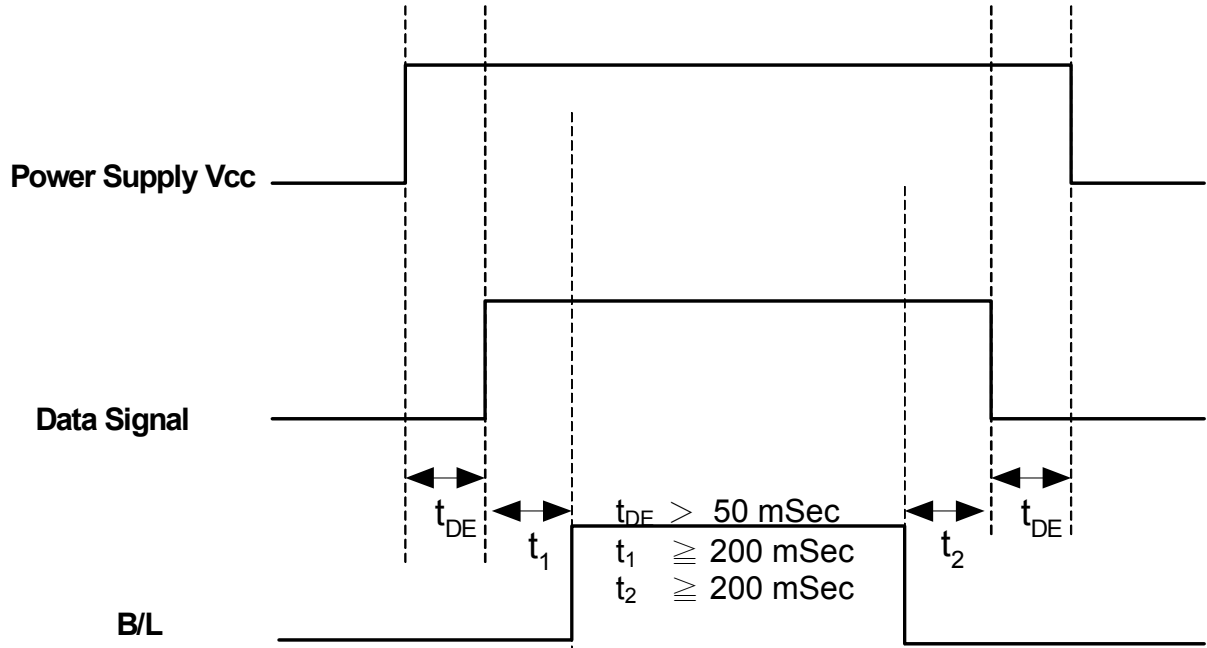 Power Supply Vcc
Data Signal
tDE
t1
tDE > 50 mSec
t1 ≧ 200 mSec
t2 ≧ 200 mSec
t2
tDE
B/L